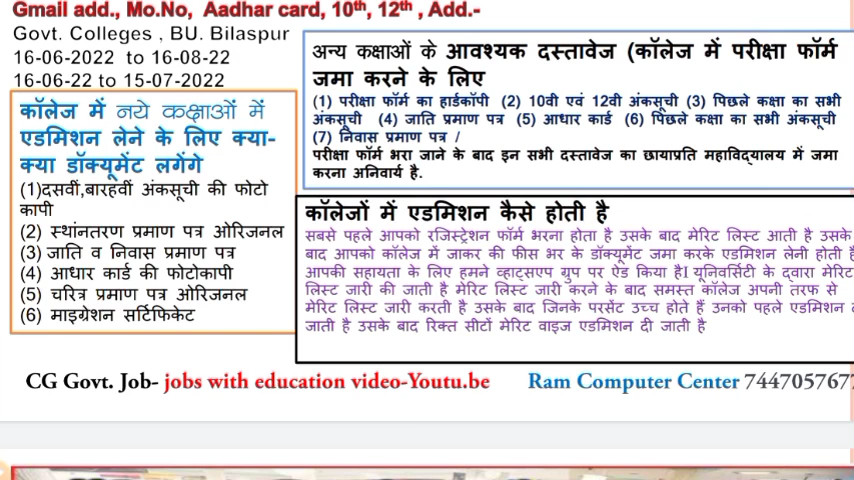 Gmail add., Mo.No, Aadhar card, 10th, 12th , Add.-
Govt. Colleges , BU. Bilaspur
16-06-2022 to 16-08-22
16-06-22 to 15-07-2022
कॉलेज में नये कक्षाओं में
एडमिशन लेने के लिए क्या-
क्या डॉक्यूमेंट लगेंगे
(1)दसवीं,बारहवीं अंकसूची की फोटो
कापी
(2) स्थांनतरण प्रमाण पत्र ओरिजनल
(3) जाति व निवास प्रमाण पत्र
(4) आधार कार्ड की फोटोकापी
(5) चरित्र प्रमाण पत्र ओरिजनल
(6) माइग्रेशन सर्टिफिकेट
अन्य कक्षाओं के आवश्यक दस्तावेज (कॉलेज में परीक्षा फॉर्म
जमा करने के लिए
(1) परीक्षा फॉर्म का हार्डकॉपी (2) 10वी एवं 12वी अंकसूची (3) पिछले कक्षा का सभी
अंकसूची (4) जाति प्रमाण पत्र (5) आधार कार्ड (6) पिछले कक्षा का सभी अंकसूची
(7) निवास प्रमाण पत्र /
परीक्षा फॉर्म भरा जाने के बाद इन सभी दस्तावेज का छायाप्रति महाविद्यालय में जमा
करना अनिवार्य है.
कॉलेजों में एडमिशन कैसे होती है
सबसे पहले आपको रजिस्ट्रेशन फॉर्म भरना होता है उसके बाद मेरिट लिस्ट आती है उसके
बाद आपको कॉलेज में जाकर की फीस भर के डॉक्यूमेंट जमा करके एडमिशन लेनी होती है
आपकी सहायता के लिए हमने व्हाट्सएप ग्रुप पर ऐड किया है। यूनिवर्सिटी के द्वारा मेरिट
लिस्ट जारी की जाती है मेरिट लिस्ट जारी करने के बाद समस्त कॉलेज अपनी तरफ से
मेरिट लिस्ट जारी करती है उसके बाद जिनके परसेंट उच्च होते हैं उनको पहले एडमिशन
जाती है उसके बाद रिक्त सीटों मेरिट वाइज एडमिशन दी जाती है
CG Govt. Job- jobs with education video-Youtu.be
Ram Computer Center 744705767